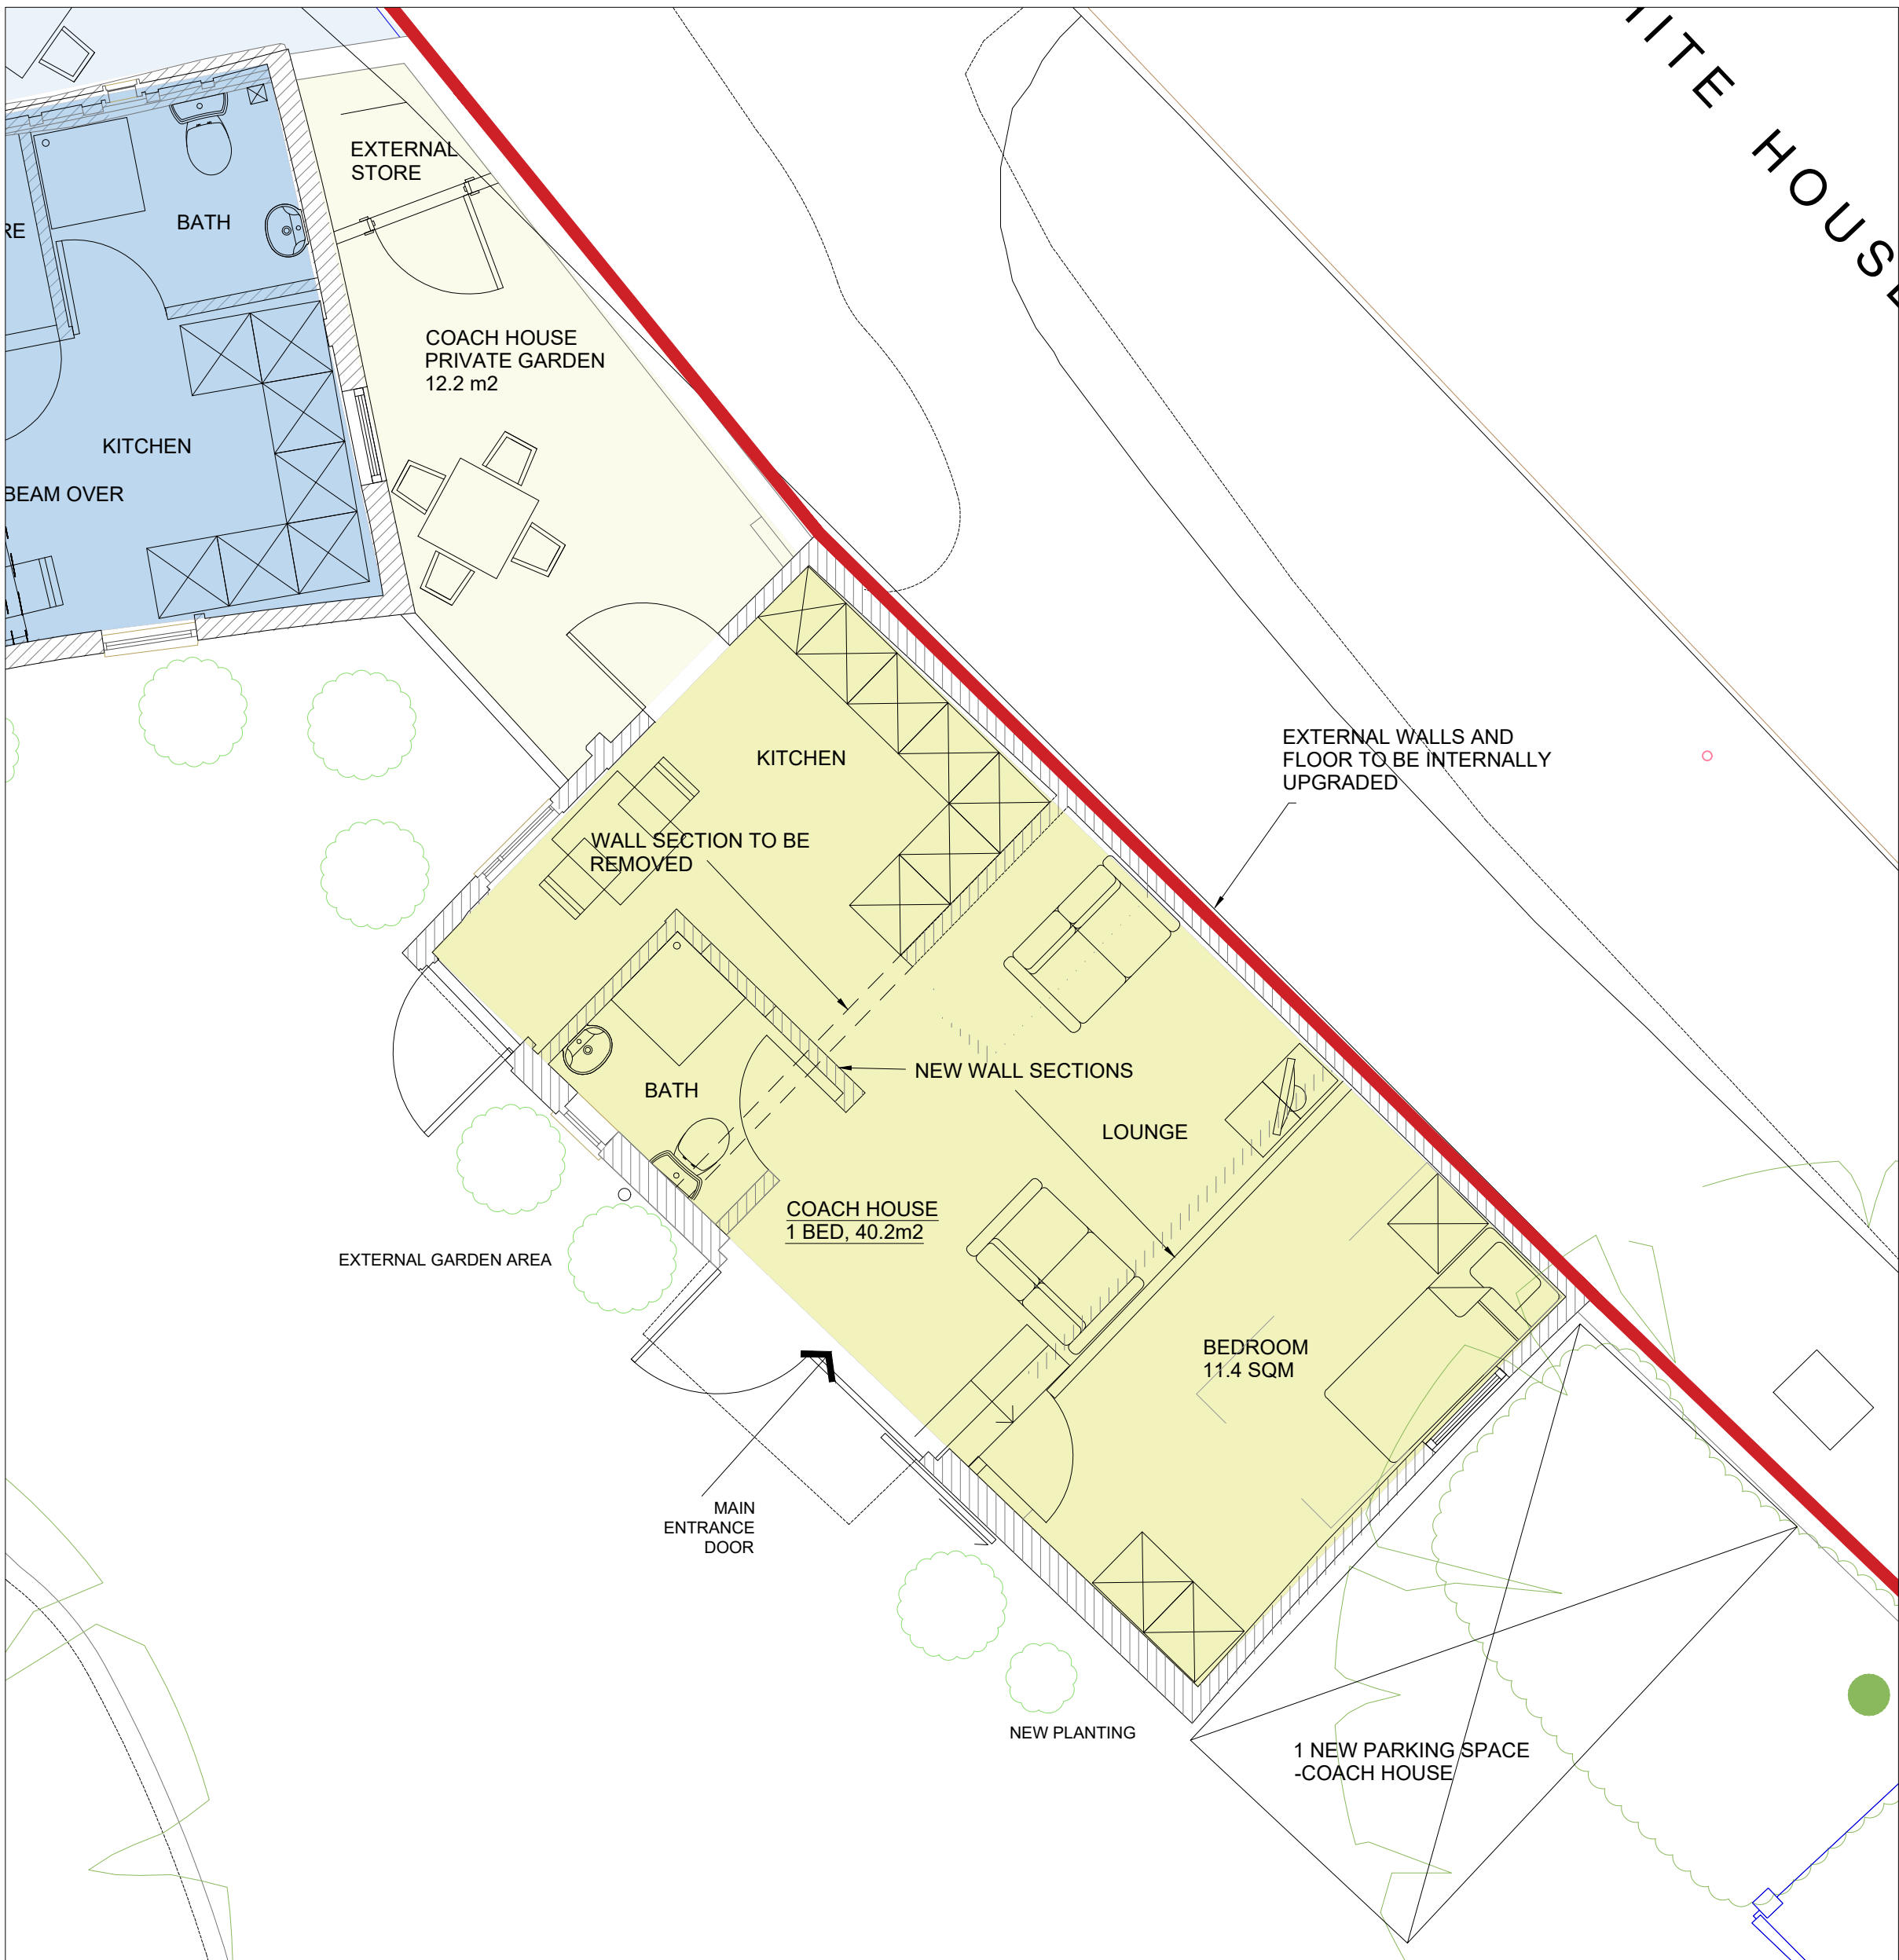 EXTERNAL
STORE
BATH
RE
COACH HOUSE
PRIVATE GARDEN
12.2 m2
KITCHEN
BEAM OVER
HITE HOUSE
EXTERNAL WALLS AND
FLOOR TO BE INTERNALLY
UPGRADED
KITCHEN
WALL SECTION TO BE
REMOVED
NEW WALL SECTIONS
BATH
LOUNGE
COACH HOUSE
1 BED, 40.2m2
EXTERNAL GARDEN AREA
BEDROOM
11.4 SQM
MAIN
ENTRANCE
DOOR
NEW PLANTING
1 NEW PARKING SPACE
-COACH HOUSE